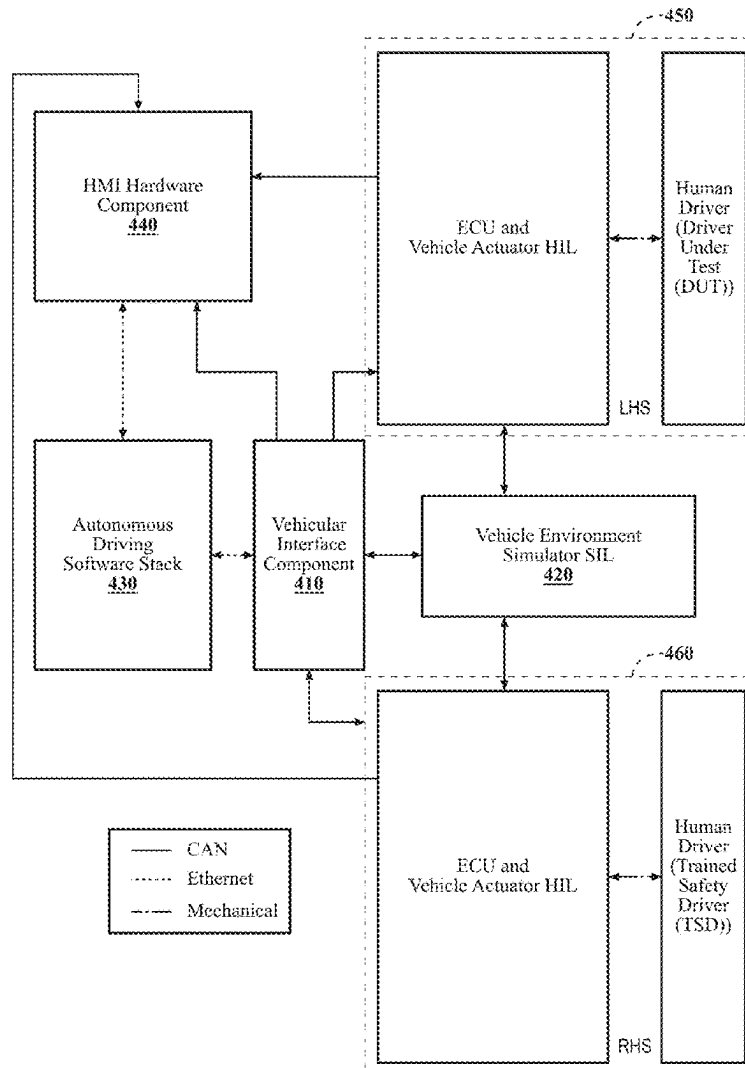 450
HMI Hardware
Component
440
ECU and
Vehicle Actuator HIL
Human
Driver
(Driver
Under
Test
(DUT))
LHS
Autonomous
Driving
Software Stack
430
Vehicular
Interface
Component
410
Vehicle Environment
Simulator SIL
420
460
CAN
Ethernet
Mechanical
ECU and
Vehicle Actuator HIL
Human
Driver
(Trained
Safety
Driver
(TSD))
RHS